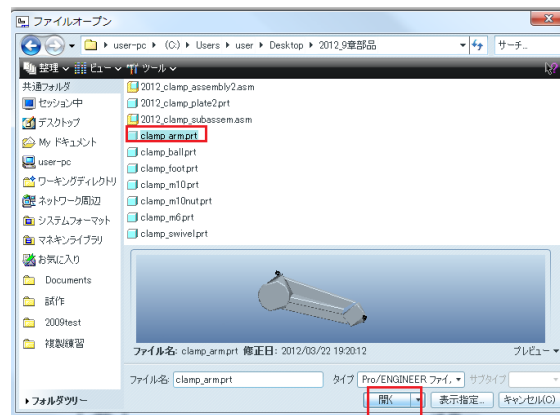 ファイルオープン
user-pc ▸ (C:) ▸ Users ▸ user ▸ Desktop ▸ 2012_9章部品
サーチ...
整理 ビュー ツール
共通フォルダ
セッション中
デスクトップ
My ドキュメント
user-pc
ワーキングディレクトリ
ネットワーク周辺
システムフォーマット
マネキンライブラリ
お気に入り
Documents
試作
2009test
複製練習
▸ フォルダツリー
2012_clamp_assembly2.asm
2012_clamp_plate2.prt
2012_clamp_subassem.asm
clamp_arm.prt
clamp_ball.prt
clamp_foot.prt
clamp_m10.prt
clamp_m10nut.prt
clamp_m6.prt
clamp_swivel.prt
ファイル名: clamp_arm.prt 修正日: 2012/03/22 19:20:12
プレビュー
ファイル名: clamp_arm.prt タイプ Pro/ENGINEER ファイ, サブタイプ
開く 表示指定... キャンセル(C)